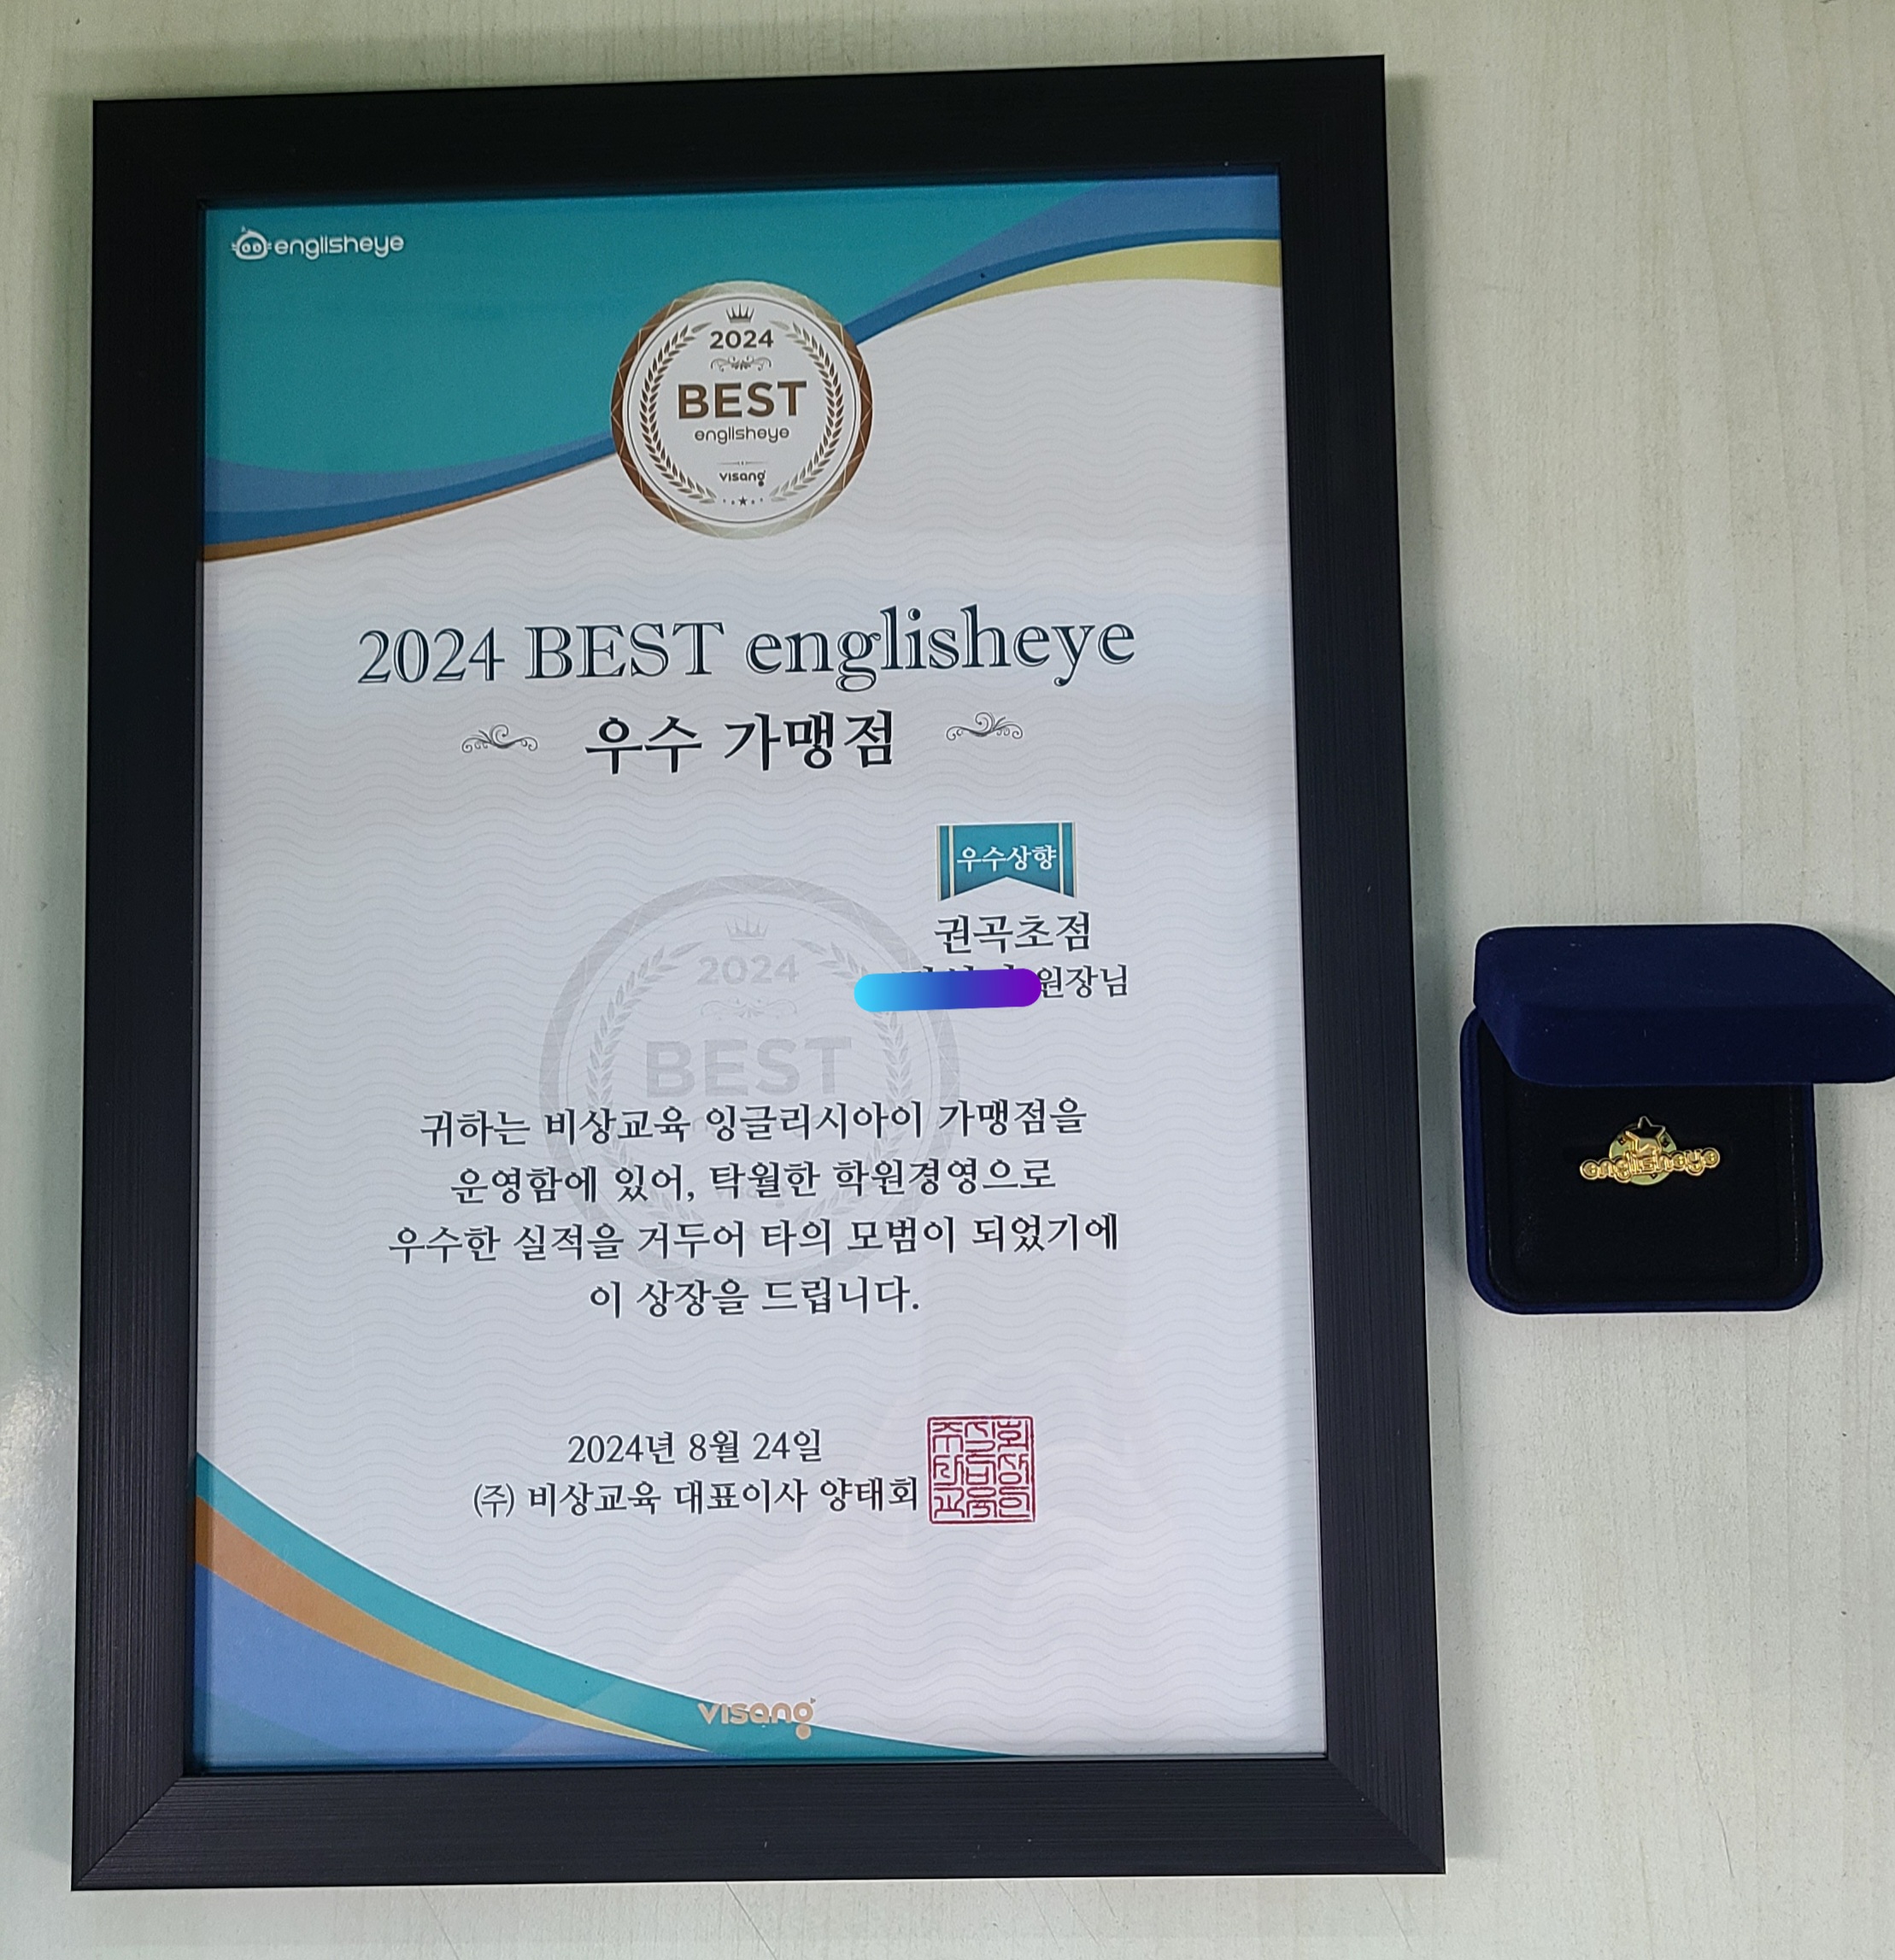 englisheye
2024
BEST
englisheye
visang
2024 BEST englisheye
우수 가맹점
우수상향
권곡초점
원장님
2024
BEST
귀하는 비상교육 잉글리시아이 가맹점을
운영함에 있어, 탁월한 학원경영으로
우수한 실적을 거두어 타의 모범이 되었기에
이 상장을 드립니다.
2024년 8월 24일
(주) 비상교육 대표이사 양태회
visang
englisheye